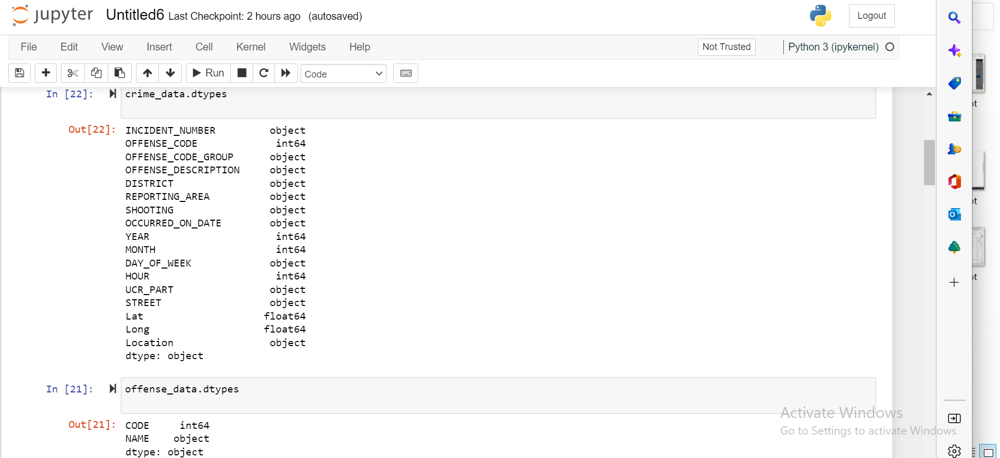 jupyter Untitled6 Last Checkpoint: 2 hours ago (autosaved) Logout
File Edit View Insert Cell Kernel Widgets Help Not Trusted Python 3 (ipykernel)
Run Code
In [22]: crime_data.dtypes
Out[22]: INCIDENT_NUMBER object
OFFENSE_CODE int64
OFFENSE_CODE_GROUP object
OFFENSE_DESCRIPTION object
DISTRICT object
REPORTING_AREA object
SHOOTING object
OCCURRED_ON_DATE object
YEAR int64
MONTH int64
DAY_OF_WEEK object
HOUR int64
UCR_PART object
STREET object
Lat float64
Long float64
Location object
dtype: object
In [21]: offense_data.dtypes
Out[21]: CODE int64
NAME object
dtype: object
Activate Windows
Go to Settings to activate Windows.